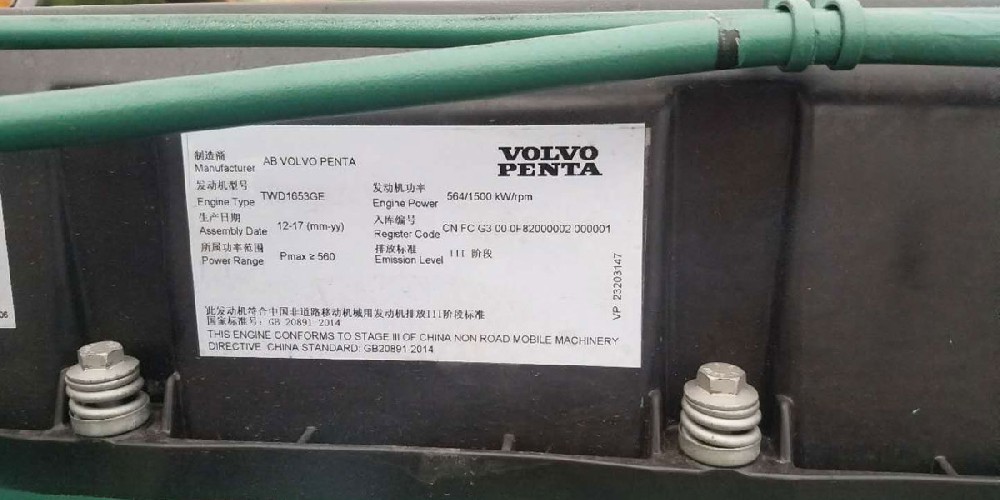 制造商
Manufacturer AB VOLVO PENTA
VOLVO
PENTA
发动机型号
Engine Type TWD1653GE
发动机功率
Engine Power 564/1500 kW/rpm
生产日期
Assembly Date 12-17 (mm-yy)
入库编号
Register Code CN FC G3 00 0F82000002 000001
所属功率范围
Power Range Pmax ≥ 560
排放标准
Emission Level III 阶段
VP 23203147
此发动机符合中国非道路移动机械用发动机排放III阶段标准
国家标准号: GB 20891-2014
THIS ENGINE CONFORMS TO STAGE III OF CHINA NON ROAD MOBILE MACHINERY
DIRECTIVE, CHINA STANDARD: GB20891-2014
06